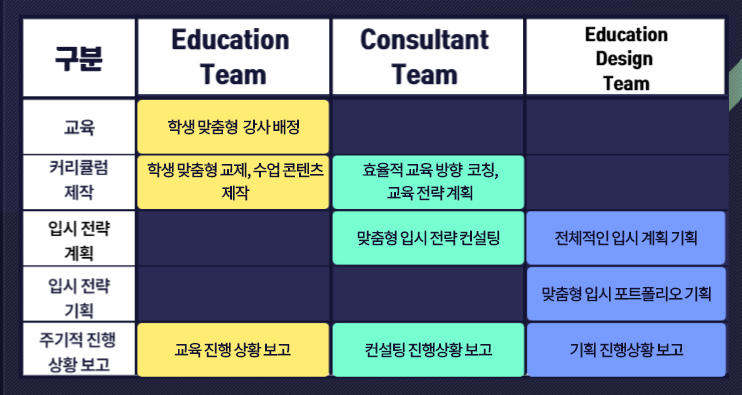 구분
Education
Team
Consultant
Team
Education
Design
Team
교육
학생 맞춤형 강사 배정
커리큘럼
제작
학생 맞춤형 교제, 수업 콘텐츠
제작
효율적 교육 방향 코칭,
교육 전략 계획
입시 전략
계획
맞춤형 입시 전략 컨설팅
전체적인 입시 계획 기획
입시 전략
기획
맞춤형 입시 포트폴리오 기획
주기적 진행
상황 보고
교육 진행 상황 보고
컨설팅 진행상황 보고
기획 진행상황 보고